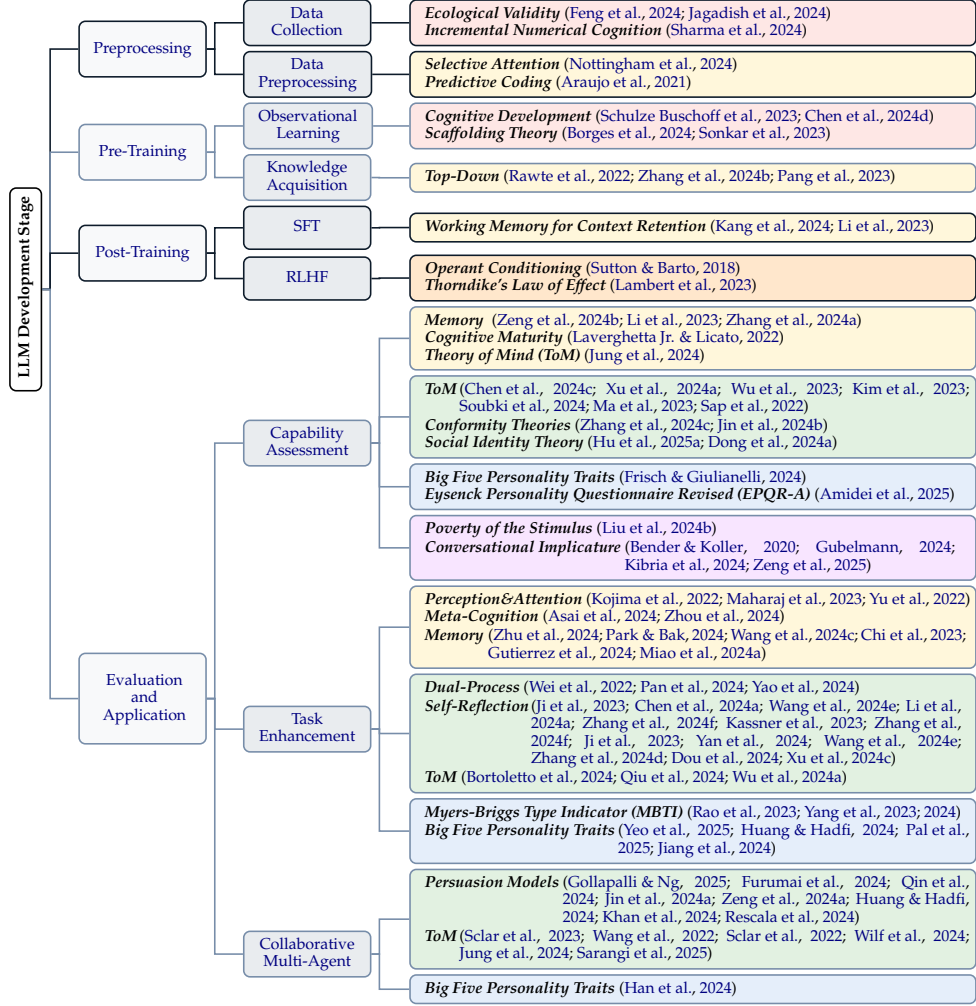 LLM Development Stage
Preprocessing
Data
Collection
Ecological Validity (Feng et al., 2024; Jagadish et al., 2024)
Incremental Numerical Cognition (Sharma et al., 2024)
Data
Preprocessing
Selective Attention (Nottingham et al., 2024)
Predictive Coding (Araujo et al., 2021)
Pre-Training
Observational
Learning
Cognitive Development (Schulze Buschoff et al., 2023; Chen et al., 2024d)
Scaffolding Theory (Borges et al., 2024; Sonkar et al., 2023)
Knowledge
Acquisition
Top-Down (Rawte et al., 2022; Zhang et al., 2024b; Pang et al., 2023)
Post-Training
SFT
Working Memory for Context Retention (Kang et al., 2024; Li et al., 2023)
RLHF
Operant Conditioning (Sutton & Barto, 2018)
Thorndike's Law of Effect (Lambert et al., 2023)
Evaluation
and
Application
Capability
Assessment
Memory (Zeng et al., 2024b; Li et al., 2023; Zhang et al., 2024a)
Cognitive Maturity (Laverghetta Jr. & Licato, 2022)
Theory of Mind (ToM) (Jung et al., 2024)
ToM (Chen et al., 2024c; Xu et al., 2024a; Wu et al., 2023; Kim et al., 2023;
Soubki et al., 2024; Ma et al., 2023; Sap et al., 2022)
Conformity Theories (Zhang et al., 2024c; Jin et al., 2024b)
Social Identity Theory (Hu et al., 2025a; Dong et al., 2024a)
Big Five Personality Traits (Frisch & Giulianelli, 2024)
Eysenck Personality Questionnaire Revised (EPQR-A) (Amidei et al., 2025)
Poverty of the Stimulus (Liu et al., 2024b)
Conversational Implicature (Bender & Koller, 2020; Gubelmann, 2024;
Kibria et al., 2024; Zeng et al., 2025)
Task
Enhancement
Perception&Attention (Kojima et al., 2022; Maharaj et al., 2023; Yu et al., 2022)
Meta-Cognition (Asai et al., 2024; Zhou et al., 2024)
Memory (Zhu et al., 2024; Park & Bak, 2024; Wang et al., 2024c; Chi et al., 2023;
Gutierrez et al., 2024; Miao et al., 2024a)
Dual-Process (Wei et al., 2022; Pan et al., 2024; Yao et al., 2024)
Self-Reflection (Ji et al., 2023; Chen et al., 2024a; Wang et al., 2024e; Li et al.,
2024a; Zhang et al., 2024f; Kassner et al., 2023; Zhang et al.,
2024f; Ji et al., 2023; Yan et al., 2024; Wang et al., 2024e;
Zhang et al., 2024d; Dou et al., 2024; Xu et al., 2024c)
ToM (Bortoletto et al., 2024; Qiu et al., 2024; Wu et al., 2024a)
Myers-Briggs Type Indicator (MBTI) (Rao et al., 2023; Yang et al., 2023; 2024)
Big Five Personality Traits (Yeo et al., 2025; Huang & Hadfi, 2024; Pal et al.,
2025; Jiang et al., 2024)
Collaborative
Multi-Agent
Persuasion Models (Gollapalli & Ng, 2025; Furumai et al., 2024; Qin et al.,
2024; Jin et al., 2024a; Zeng et al., 2024a; Huang & Hadfi,
2024; Khan et al., 2024; Rescala et al., 2024)
ToM (Sclar et al., 2023; Wang et al., 2022; Sclar et al., 2022; Wilf et al., 2024;
Jung et al., 2024; Sarangi et al., 2025)
Big Five Personality Traits (Han et al., 2024)